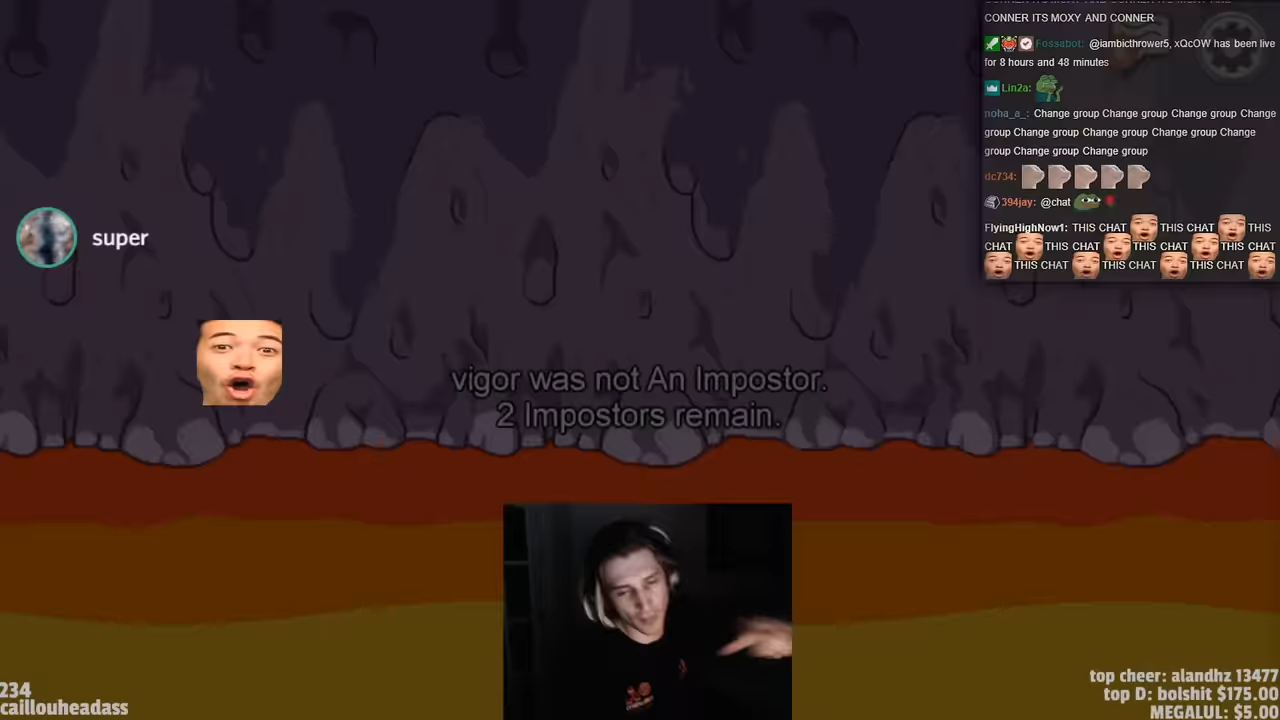 CONNER ITS MOXY AND CONNER
Fossabot: @iambicthrower5, xQcOW has been live
for 8 hours and 48 minutes
Lin2a:
noha_a_: Change group Change group Change group Change
group Change group Change group Change group Change
group Change group Change group
dc734:
394jay: @chat
FlyingHighNow1: THIS CHAT THIS CHAT THIS
CHAT THIS CHAT THIS CHAT THIS CHAT
THIS CHAT THIS CHAT THIS CHAT
super
vigor was not An Impostor.
2 Impostors remain.
234
caillouheadass
top cheer: alandhz 13477
top D: bolshit $175.00
MEGALUL: $5.00